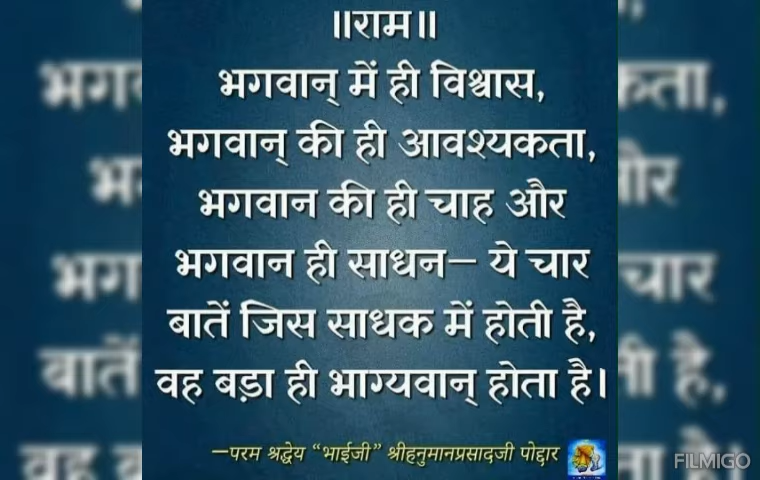 ॥राम॥
भगवान् में ही विश्वास,
भगवान् की ही आवश्यकता,
भगवान की ही चाह और
भगवान ही साधन— ये चार
बातें जिस साधक में होती है,
वह बड़ा ही भाग्यवान् होता है।
—परम श्रद्धेय “भाईजी” श्रीहनुमानप्रसादजी पोद्दार
FILMIGO